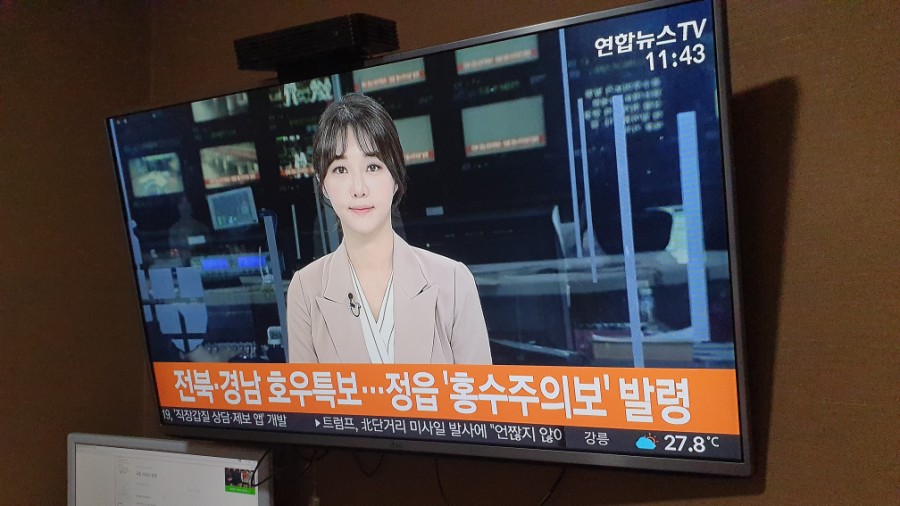 연합뉴스TV
11:43
전북·경남 호우특보…정읍 '홍수주의보' 발령
19, '직장갑질 상담·제보 앱' 개발 ▶트럼프, 北단거리 미사일 발사에 "언짢지 않아 강릉 27.8℃